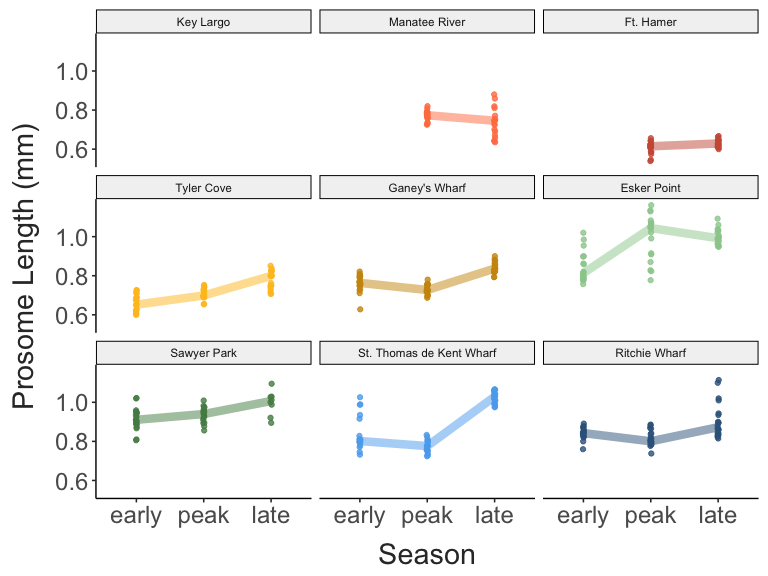 Key Largo Manatee River Ft. Hamer
1.0
0.8
0.6
Tyler Cove Ganey's Wharf Esker Point
1.0
0.8
0.6
Sawyer Park St. Thomas de Kent Wharf Ritchie Wharf
1.0
0.8
0.6
early peak late early peak late early peak late
Season
Prosome Length (mm)